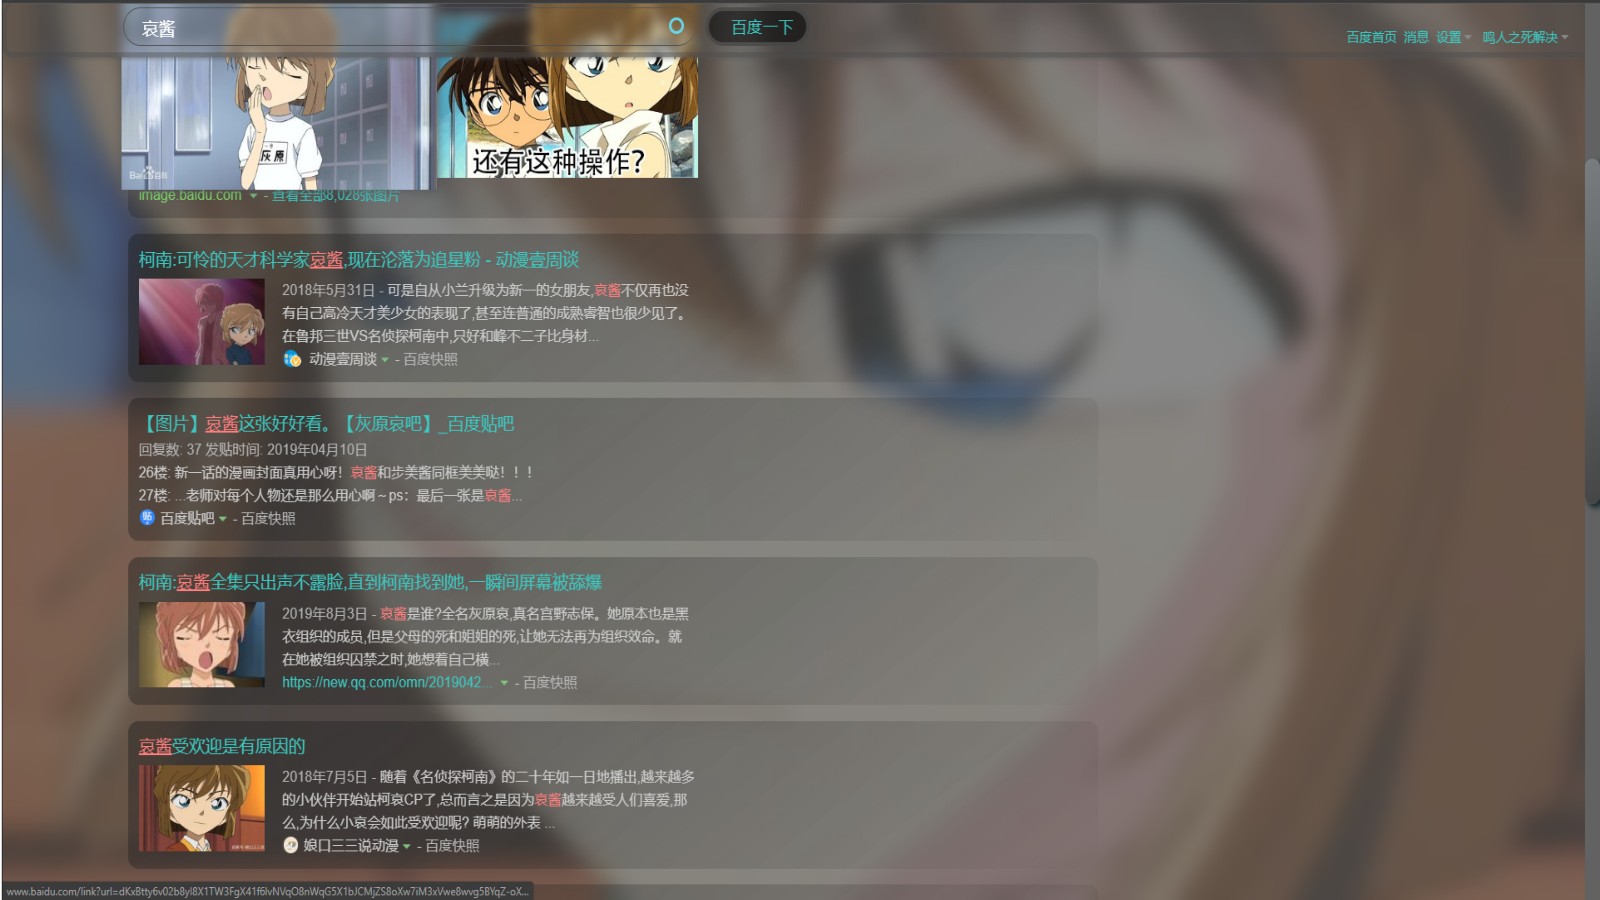 哀酱
百度一下
百度首页 消息 设置 鸣人之死解决
灰原
Bai 百科
还有这种操作？
image.baidu.com - 查看全部8,028张图片
柯南:可怜的天才科学家哀酱,现在沦落为追星粉 - 动漫壹周谈
2018年5月31日 - 可是自从小兰升级为新一的女朋友,哀酱不仅再也没
有自己高冷天才美少女的表现了,甚至连普通的成熟睿智也很少见了。
在鲁邦三世VS名侦探柯南中,只好和峰不二子比身材...
动漫壹周谈 - 百度快照
【图片】哀酱这张好好看。【灰原哀吧】_百度贴吧
回复数: 37 发贴时间: 2019年04月10日
26楼: 新一话的漫画封面真用心呀！哀酱和步美酱同框美美哒！！！
27楼: ...老师对每个人物还是那么用心啊～ps：最后一张是哀酱...
贴 百度贴吧 - 百度快照
柯南:哀酱全集只出声不露脸,直到柯南找到她,一瞬间屏幕被舔爆
2019年8月3日 - 哀酱是谁?全名灰原哀,真名宫野志保。她原本也是黑
衣组织的成员,但是父母的死和姐姐的死,让她无法再为组织效命。就
在她被组织囚禁之时,她想着自己横...
https://new.qq.com/omn/2019042... - 百度快照
哀酱受欢迎是有原因的
2018年7月5日 - 随着《名侦探柯南》的二十年如一日地播出,越来越多
的小伙伴开始站柯哀CP了,总而言之是因为哀酱越来越受人们喜爱,那
么,为什么小哀会如此受欢迎呢? 萌萌的外表 ...
娘口三三说动漫 - 百度快照
www.baidu.com/link?url=dKxBtty6v02b8yl8X1TW3FgX41f6lvNVqO8nWqG5X1bJCMjZS8oXw7iM3xVwe8wvg5BYqZ-oX...